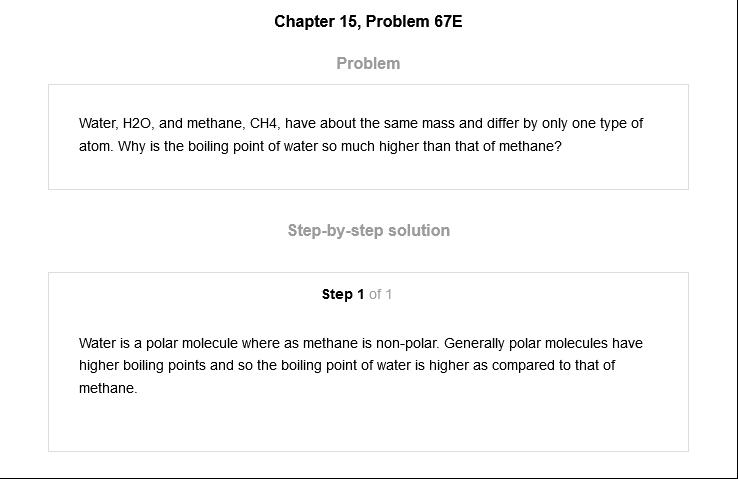 Chapter 15, Problem 67E
Problem
Water, H2O, and methane, CH4, have about the same mass and differ by only one type of
atom. Why is the boiling point of water so much higher than that of methane?
Step-by-step solution
Step 1 of 1
Water is a polar molecule where as methane is non-polar. Generally polar molecules have
higher boiling points and so the boiling point of water is higher as compared to that of
methane.